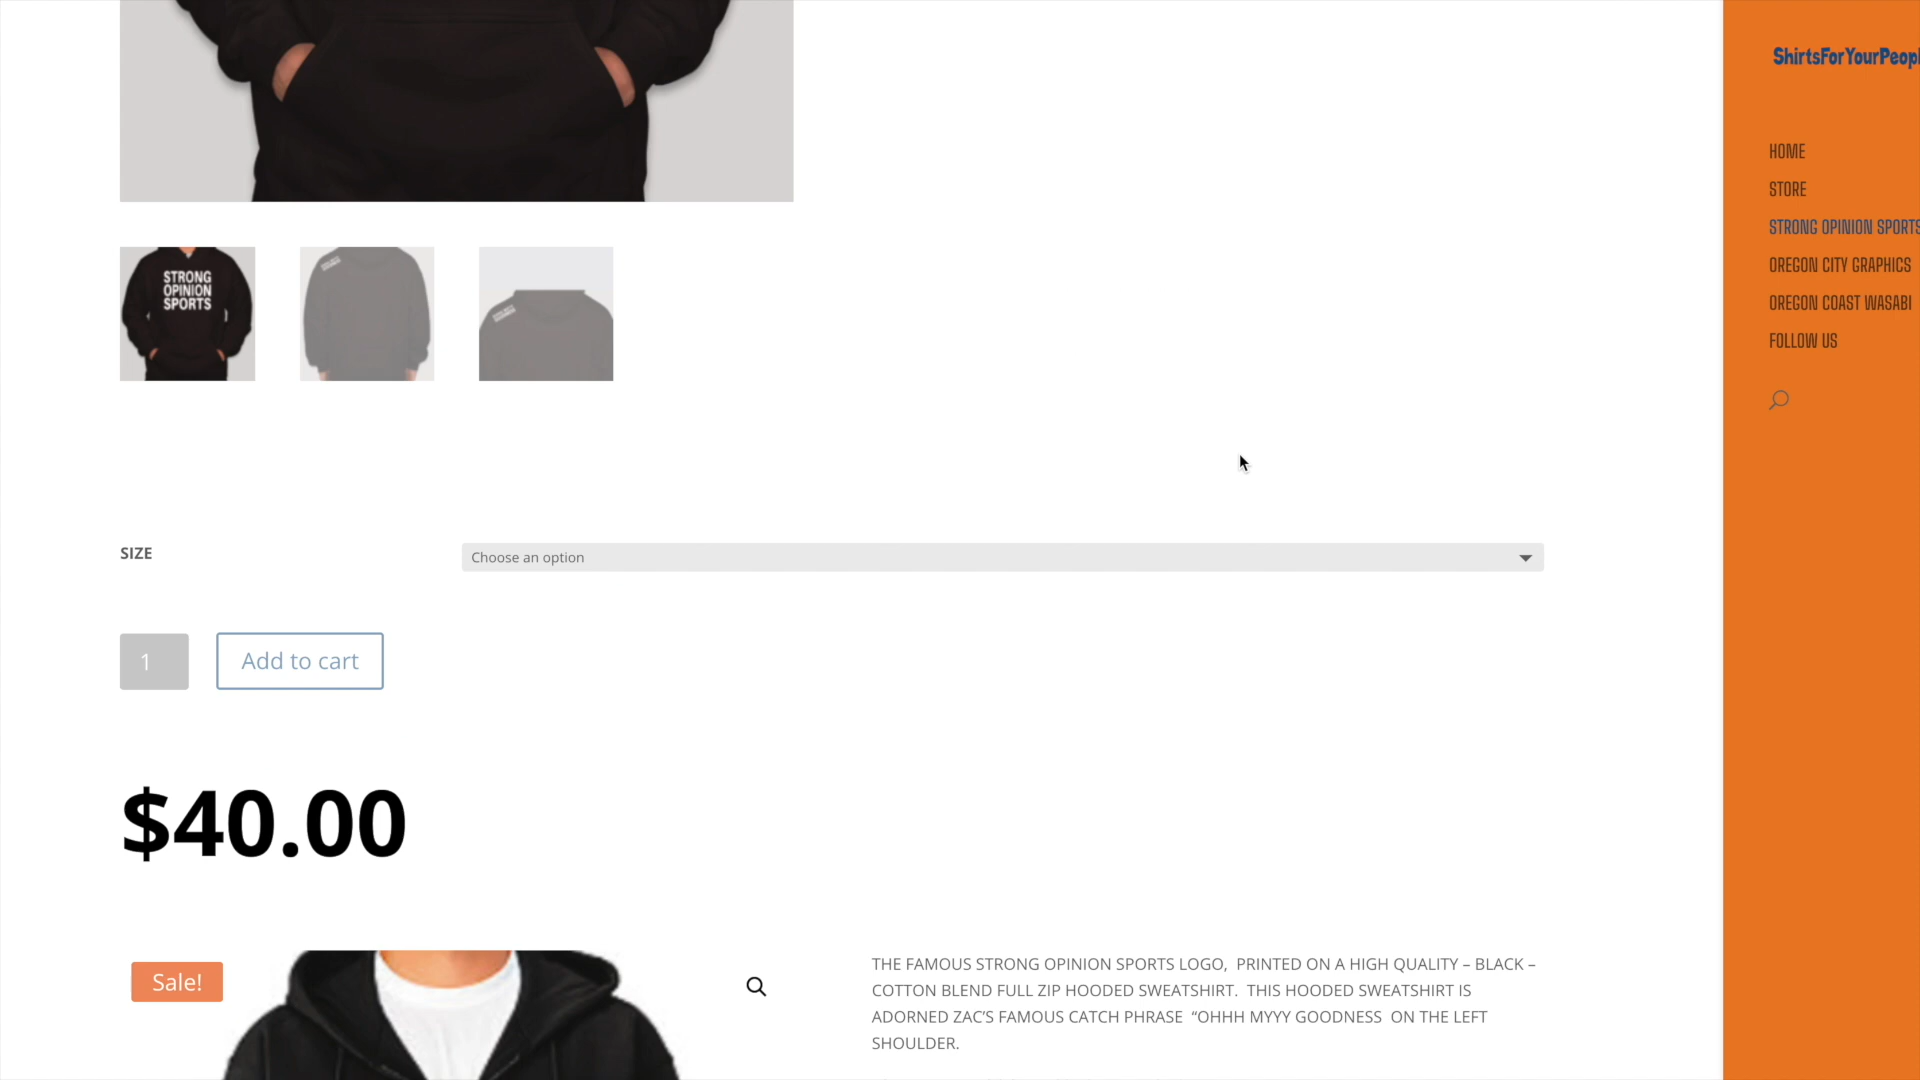 ShirtsForYourPeopl
HOME
STORE
STRONG OPINION SPORTS
OREGON CITY GRAPHICS
OREGON COAST WASABI
FOLLOW US
STRONG
OPINION
SPORTS
SIZE
Choose an option
1
Add to cart
$40.00
Sale!
THE FAMOUS STRONG OPINION SPORTS LOGO,  PRINTED ON A HIGH QUALITY – BLACK –
COTTON BLEND FULL ZIP HOODED SWEATSHIRT.  THIS HOODED SWEATSHIRT IS
ADORNED ZAC’S FAMOUS CATCH PHRASE  “OHHH MYYY GOODNESS  ON THE LEFT
SHOULDER.